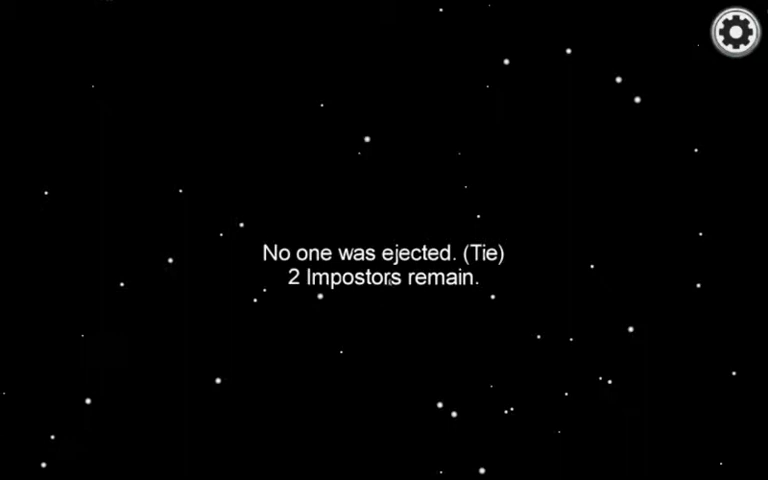 No one was ejected. (Tie)
2 Impostors remain.